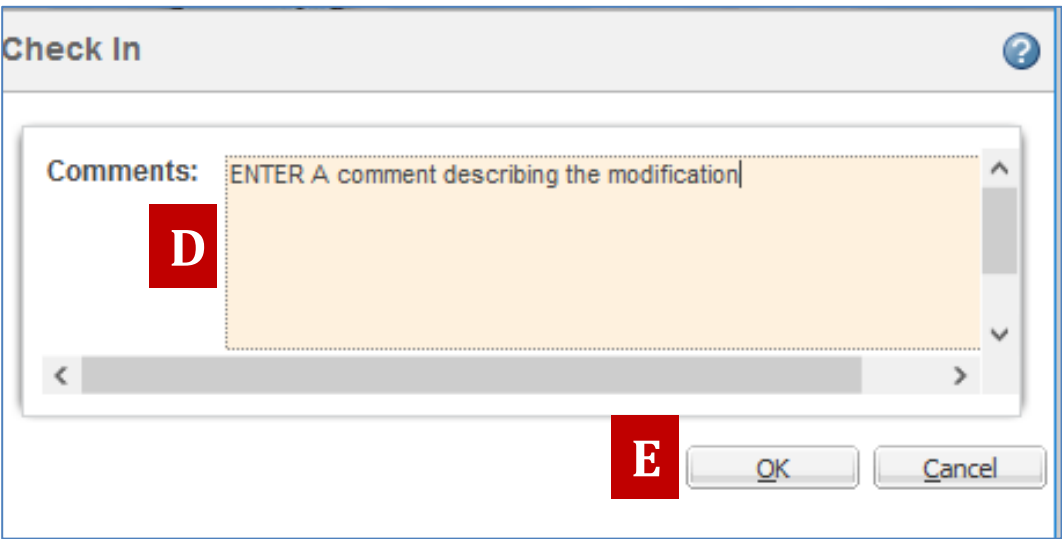 Check In
?
Comments: ENTER A comment describing the modification
D
E OK Cancel